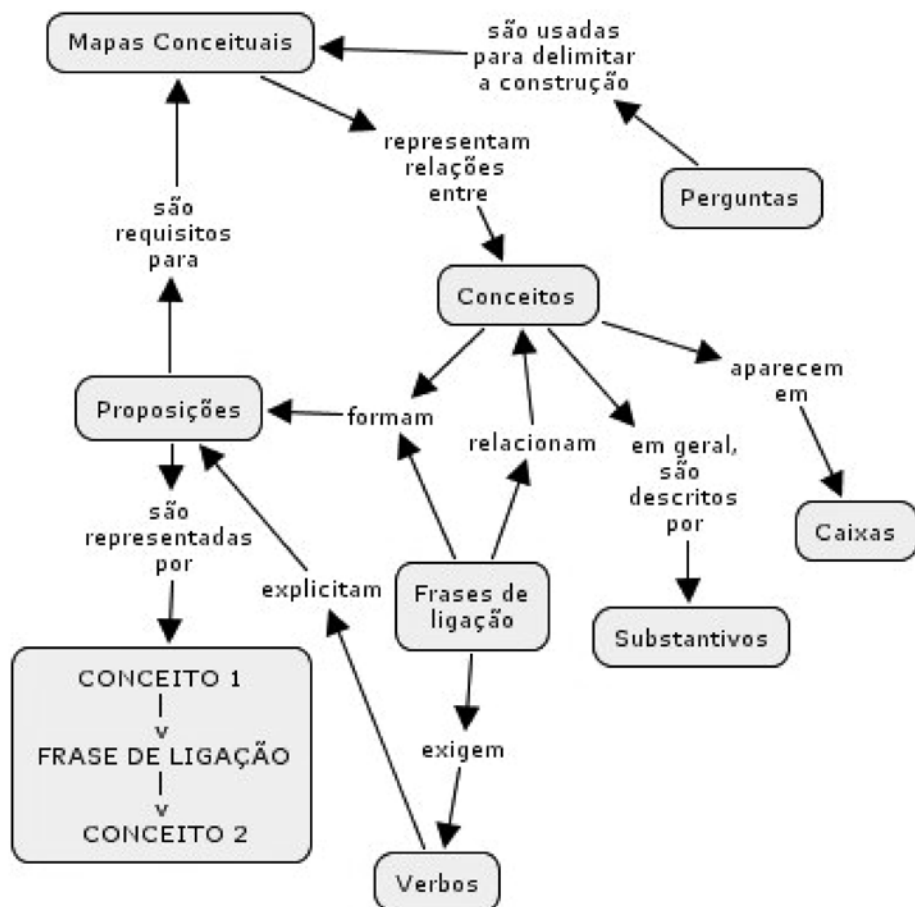 Mapas Conceituais
são usadas
para delimitar
a construção
representam
relações
entre
Perguntas
são
requisitos
para
Conceitos
aparecem
em
Proposições
formam
relacionam
em geral,
são
descritos
por
são
representadas
por
Caixas
explicitam
Frases de
ligação
Substantivos
CONCEITO 1
|
v
FRASE DE LIGAÇÃO
|
v
CONCEITO 2
exigem
Verbos